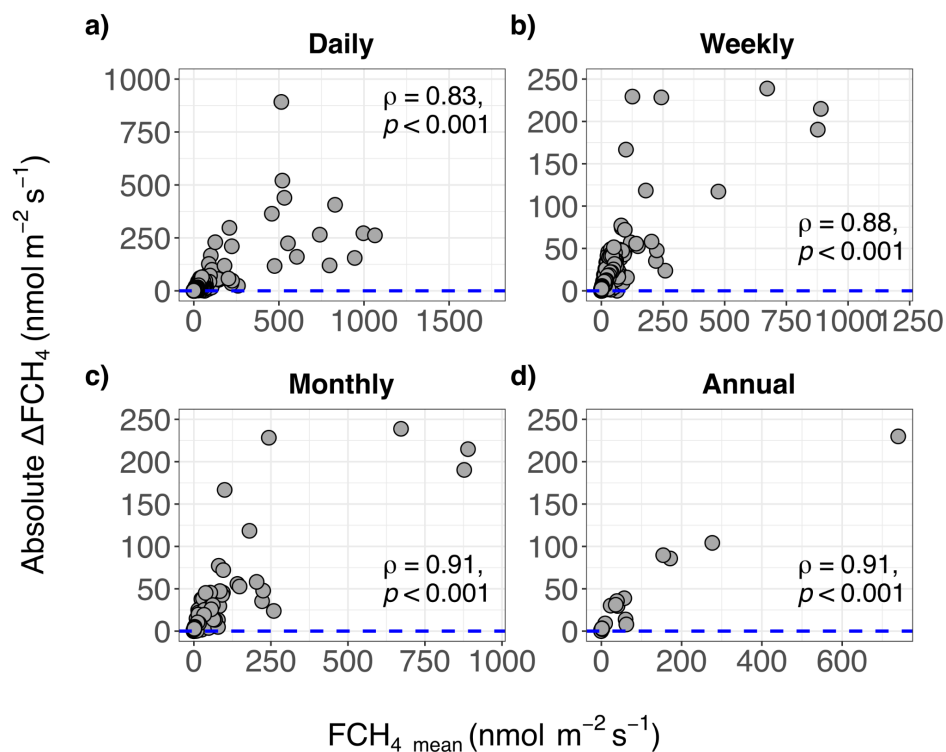 a)
Daily
ρ = 0.83,
p < 0.001
1000
750
500
250
0
0 500 1000 1500
b)
Weekly
ρ = 0.88,
p < 0.001
250
200
150
100
50
0
0 250 500 750 1000 1250
c)
Monthly
ρ = 0.91,
p < 0.001
250
200
150
100
50
0
0 250 500 750 1000
d)
Annual
ρ = 0.91,
p < 0.001
250
200
150
100
50
0
0 200 400 600
Absolute ΔFCH₄ (nmol m⁻² s⁻¹)
FCH₄ mean (nmol m⁻² s⁻¹)